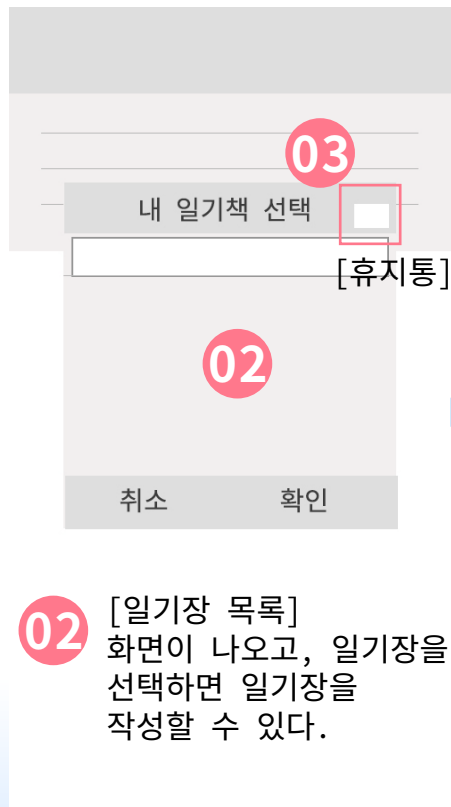 03
내 일기책 선택
[휴지통]
02
취소 확인
02 [일기장 목록]
화면이 나오고, 일기장을
선택하면 일기장을
작성할 수 있다.